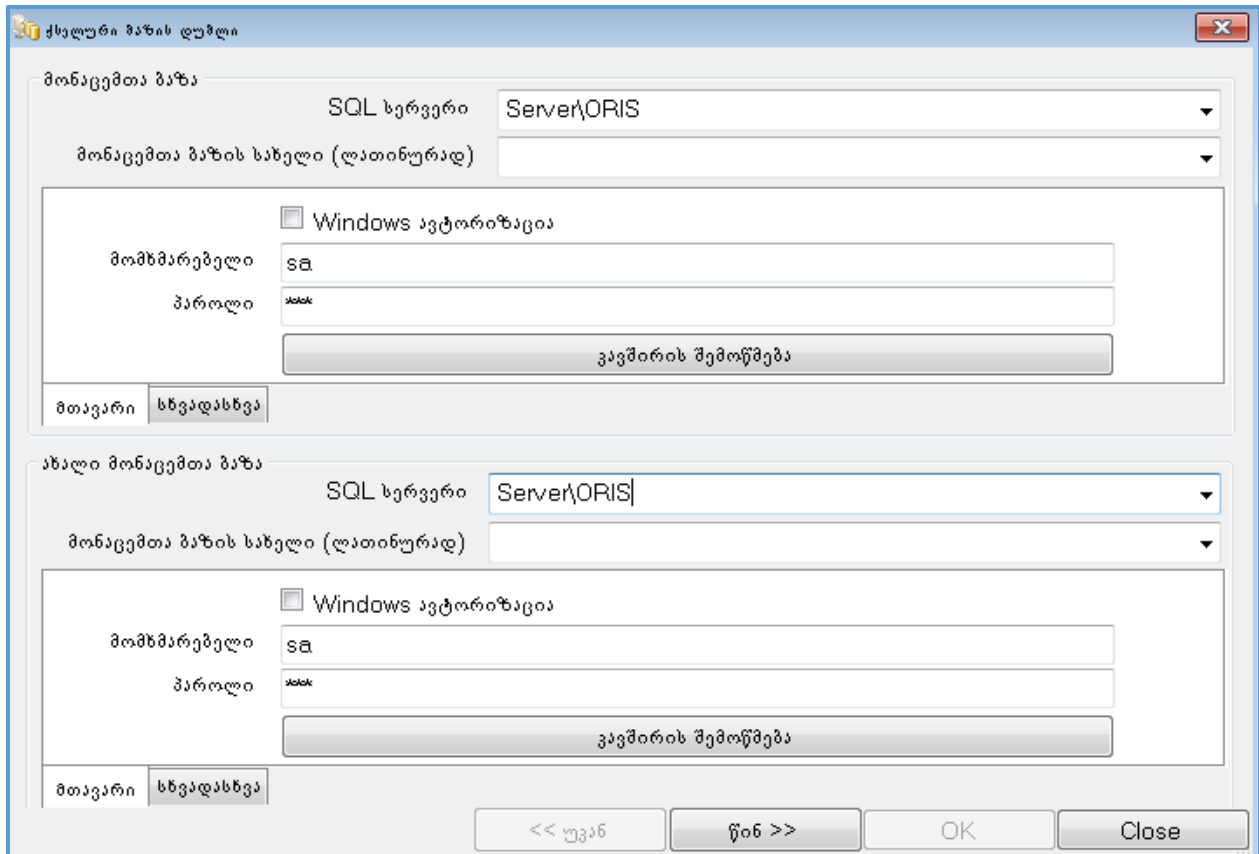 ქსელური ბაზის დუბლი
მონაცემთა ბაზა
SQL სერვერი Server\ORIS
მონაცემთა ბაზის სახელი (ლათინურად)
Windows ავტორიზაცია
მომხმარებელი sa
პაროლი ***
კავშირის შემოწმება
მთავარი სხვადასხვა
ახალი მონაცემთა ბაზა
SQL სერვერი Server\ORIS
მონაცემთა ბაზის სახელი (ლათინურად)
Windows ავტორიზაცია
მომხმარებელი sa
პაროლი ***
კავშირის შემოწმება
მთავარი სხვადასხვა
<< უკან წინ >> OK Close